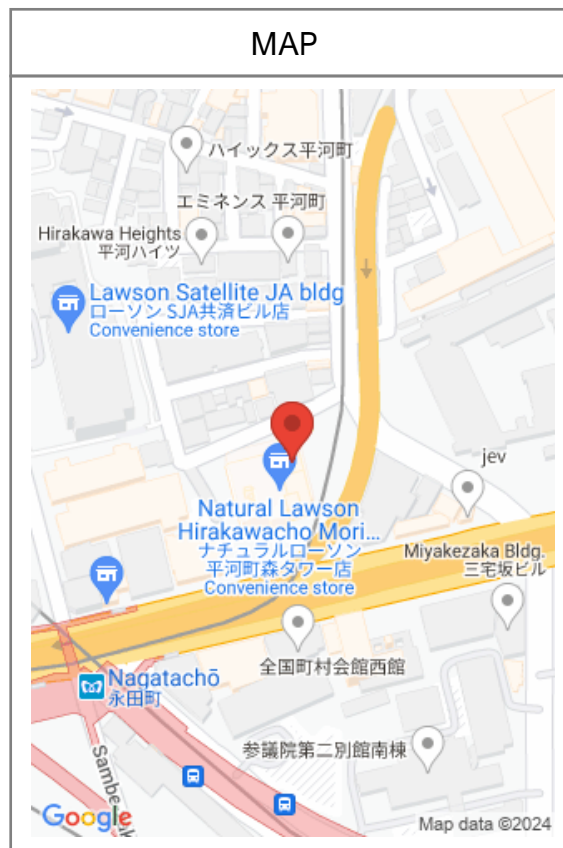 MAP
ハイックス平河町
エミネンス 平河町
Hirakawa Heights
平河ハイツ
Lawson Satellite JA bldg
ローソン SJA共済ビル店
Convenience store
jev
Natural Lawson
Hirakawacho Mori...
ナチュラルローソン
平河町森タワー店
Convenience store
Miyakezaka Bldg.
三宅坂ビル
全国町村会館西館
Nagatachō
永田町
参議院第二別館南棟
Sambe
Google
Map data ©2024